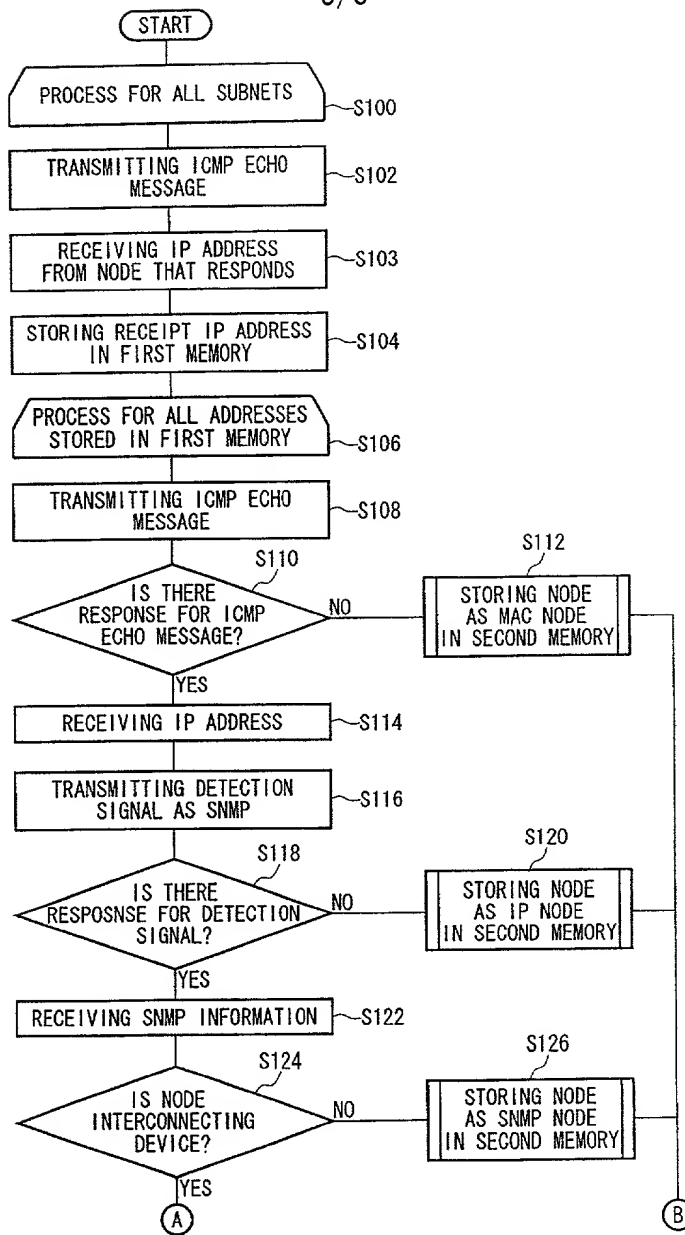 START
PROCESS FOR ALL SUBNETS
S100
TRANSMITTING ICMP ECHO
MESSAGE
S102
RECEIVING IP ADDRESS
FROM NODE THAT RESPONDS
S103
STORING RECEIPT IP ADDRESS
IN FIRST MEMORY
S104
PROCESS FOR ALL ADDRESSES
STORED IN FIRST MEMORY
S106
TRANSMITTING ICMP ECHO
MESSAGE
S108
S110
IS THERE
RESPONSE FOR ICMP
ECHO MESSAGE?
NO
YES
S112
STORING NODE
AS MAC NODE
IN SECOND MEMORY
RECEIVING IP ADDRESS
S114
TRANSMITTING DETECTION
SIGNAL AS SNMP
S116
S118
IS THERE
RESPOSNSE FOR DETECTION
SIGNAL?
NO
YES
S120
STORING NODE
AS IP NODE
IN SECOND MEMORY
RECEIVING SNMP INFORMATION
S122
S124
IS NODE
INTERCONNECTING
DEVICE?
NO
YES
S126
STORING NODE
AS SNMP NODE
IN SECOND MEMORY
A
B